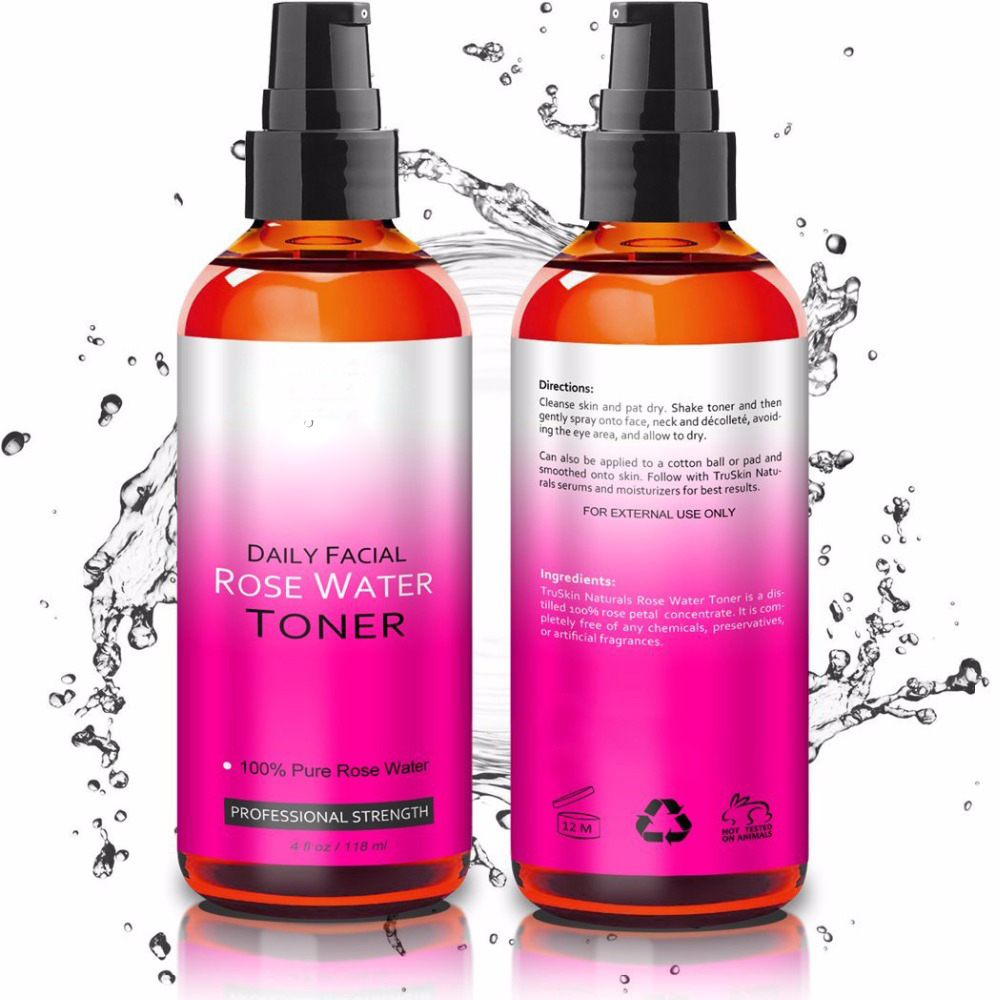 DAILY FACIAL
ROSE WATER
TONER
100% Pure Rose Water
PROFESSIONAL STRENGTH
4 fl oz / 118 ml
Directions:
Cleanse skin and pat dry. Shake toner and then
gently spray onto face, neck and décolleté, avoid-
ing the eye area, and allow to dry.
Can also be applied to a cotton ball or pad and
smoothed onto skin. Follow with TruSkin Natu-
rals serums and moisturizers for best results.
FOR EXTERNAL USE ONLY
Ingredients:
TruSkin Naturals Rose Water Toner is a dis-
tilled 100% rose petal concentrate. It is com-
pletely free of any chemicals, preservatives,
or artificial fragrances.
12 M
NOT TESTED
ON ANIMALS